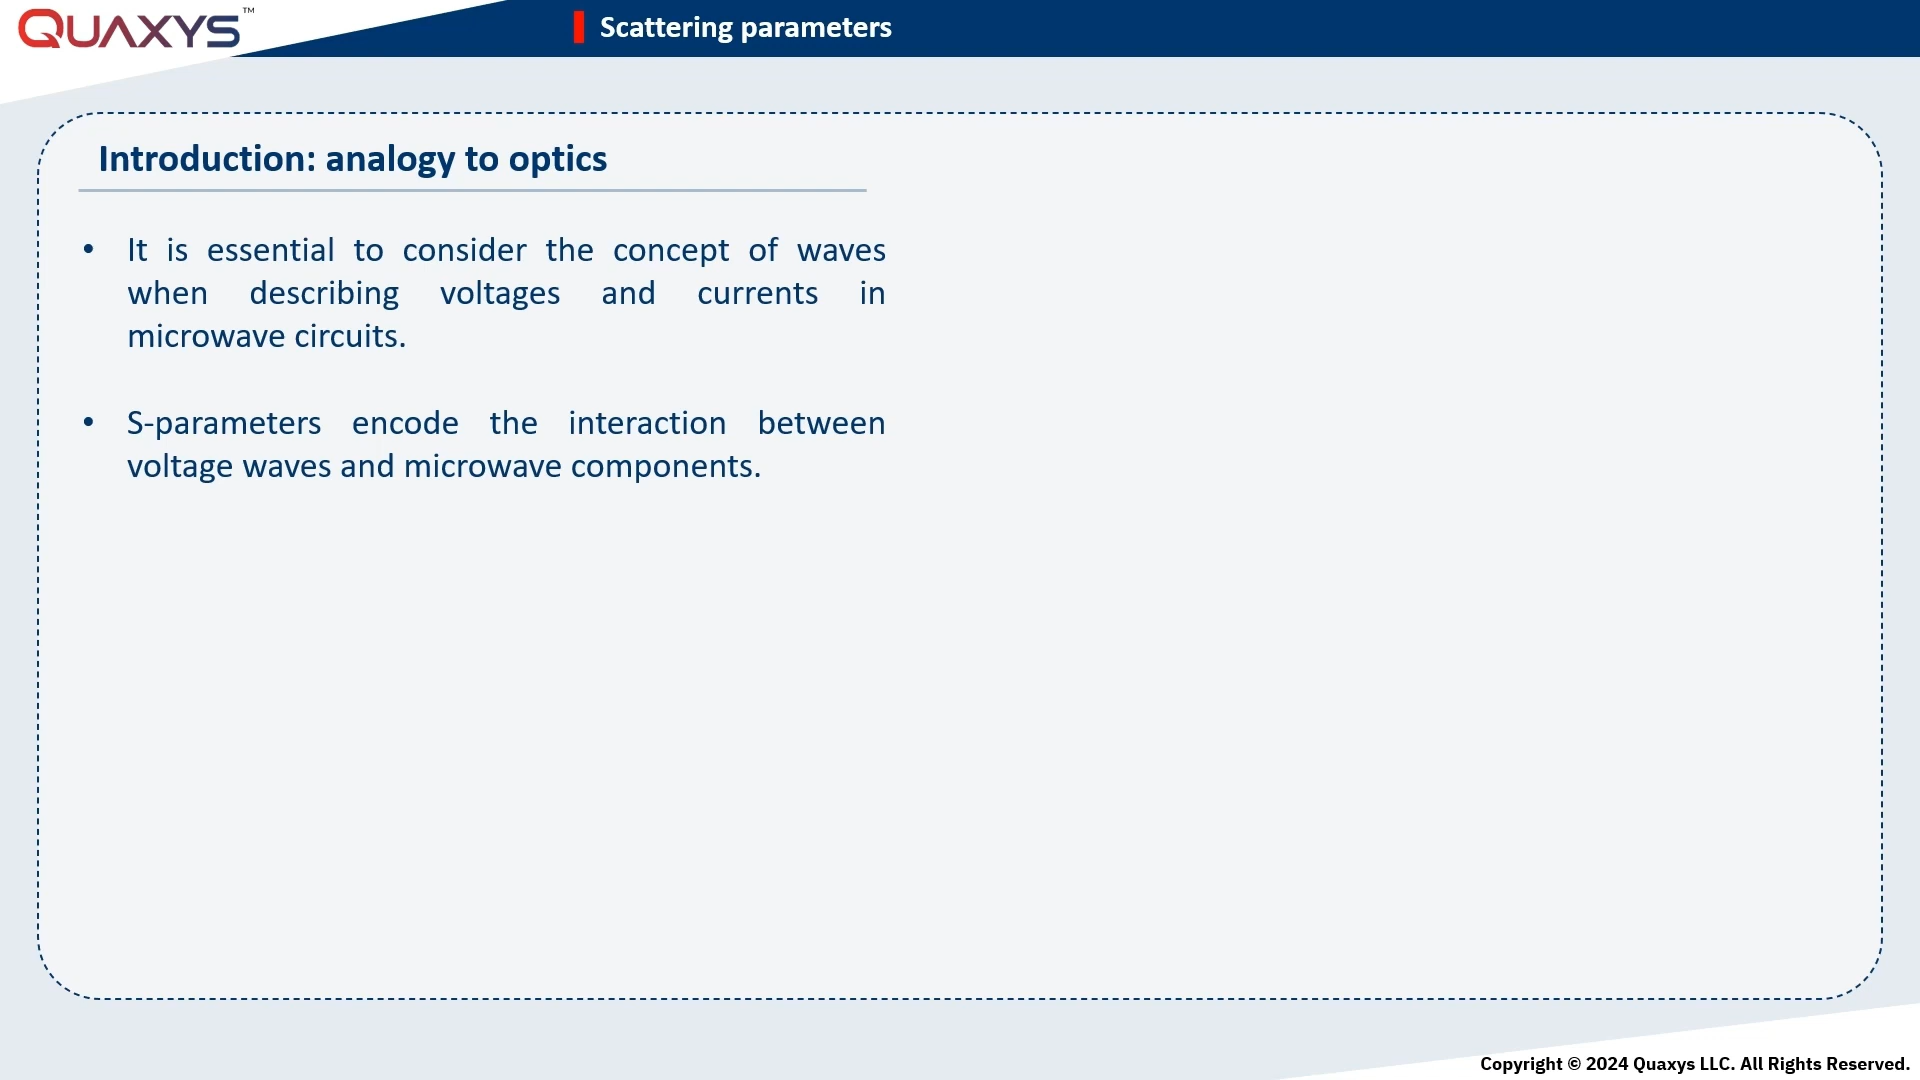 QUAXYS™
Scattering parameters
Introduction: analogy to optics
• It is essential to consider the concept of waves
when describing voltages and currents in
microwave circuits.
• S-parameters encode the interaction between
voltage waves and microwave components.
Copyright © 2024 Quaxys LLC. All Rights Reserved.